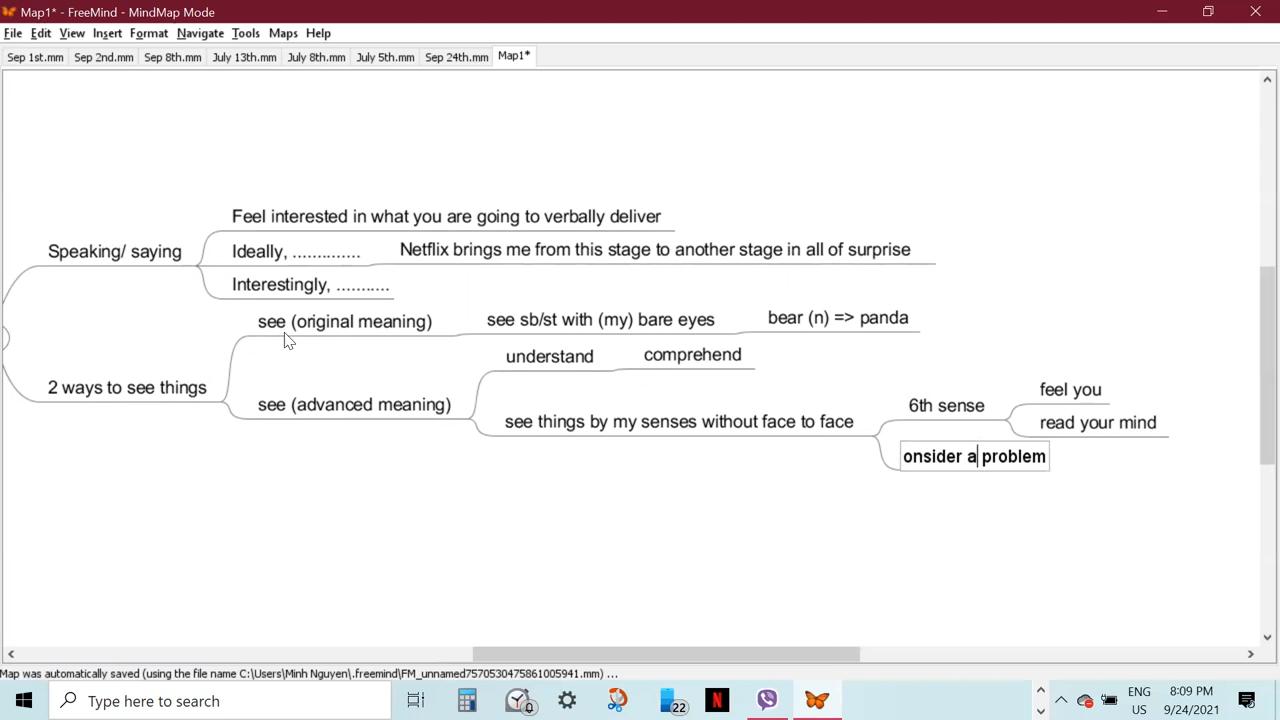 Map1* - FreeMind - MindMap Mode
File Edit View Insert Format Navigate Tools Maps Help
Sep 1st.mm Sep 2nd.mm Sep 8th.mm July 13th.mm July 8th.mm July 5th.mm Sep 24th.mm Map1*
Speaking/ saying
Feel interested in what you are going to verbally deliver
Ideally, ..............
Netflix brings me from this stage to another stage in all of surprise
Interestingly, ...........
2 ways to see things
see (original meaning)
see sb/st with (my) bare eyes
bear (n) => panda
see (advanced meaning)
understand
comprehend
see things by my senses without face to face
6th sense
feel you
read your mind
onsider a problem
Map was automatically saved (using the file name C:\Users\Minh Nguyen\.freemind\FM_unnamed7570530475861005941.mm) ...
Type here to search
22
N
ENG
US
8:09 PM
9/24/2021